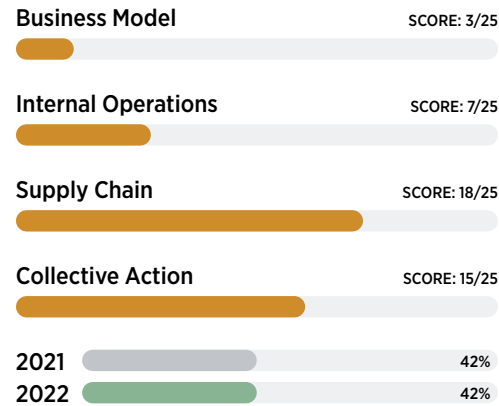 Business Model SCORE: 3/25
Internal Operations SCORE: 7/25
Supply Chain SCORE: 18/25
Collective Action SCORE: 15/25
2021 42%
2022 42%